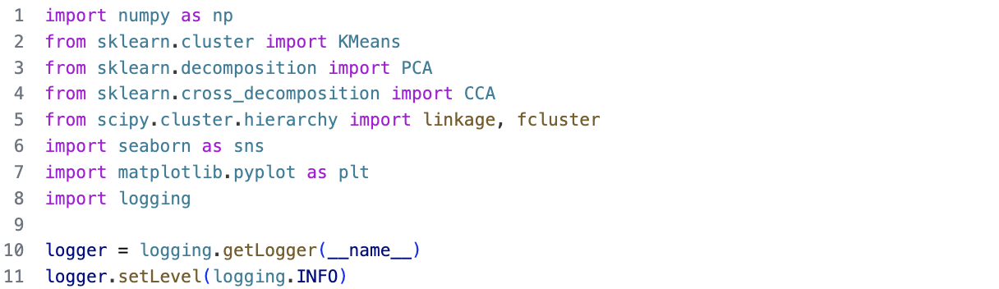 1 import numpy as np
2 from sklearn.cluster import KMeans
3 from sklearn.decomposition import PCA
4 from sklearn.cross_decomposition import CCA
5 from scipy.cluster.hierarchy import linkage, fcluster
6 import seaborn as sns
7 import matplotlib.pyplot as plt
8 import logging
9
10 logger = logging.getLogger(__name__)
11 logger.setLevel(logging.INFO)